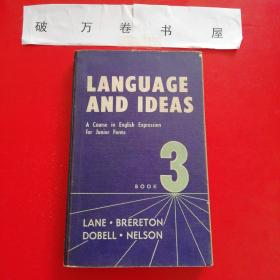 破 万 卷 书 屋
LANGUAGE
AND IDEAS
A Course in English Expression
for Junior Forms
BOOK 3
LANE • BRERETON
DOBELL • NELSON